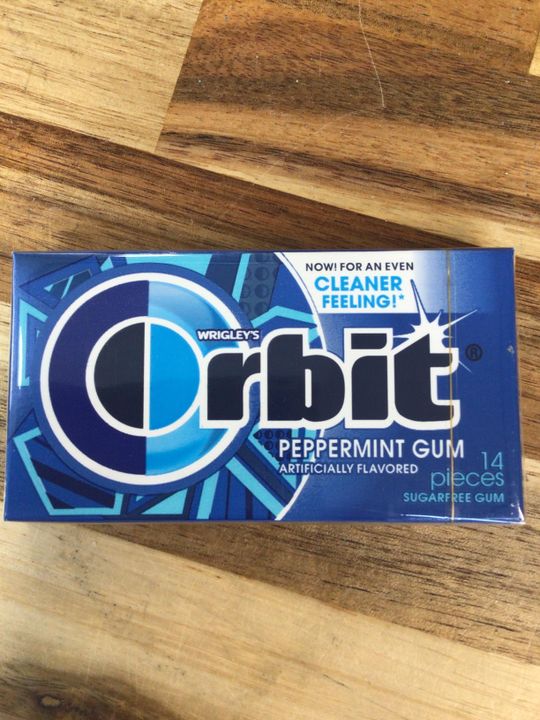 NOW! FOR AN EVEN
CLEANER
FEELING!*
WRIGLEY'S
Orbit®
PEPPERMINT GUM
ARTIFICIALLY FLAVORED
14
pieces
SUGARFREE GUM